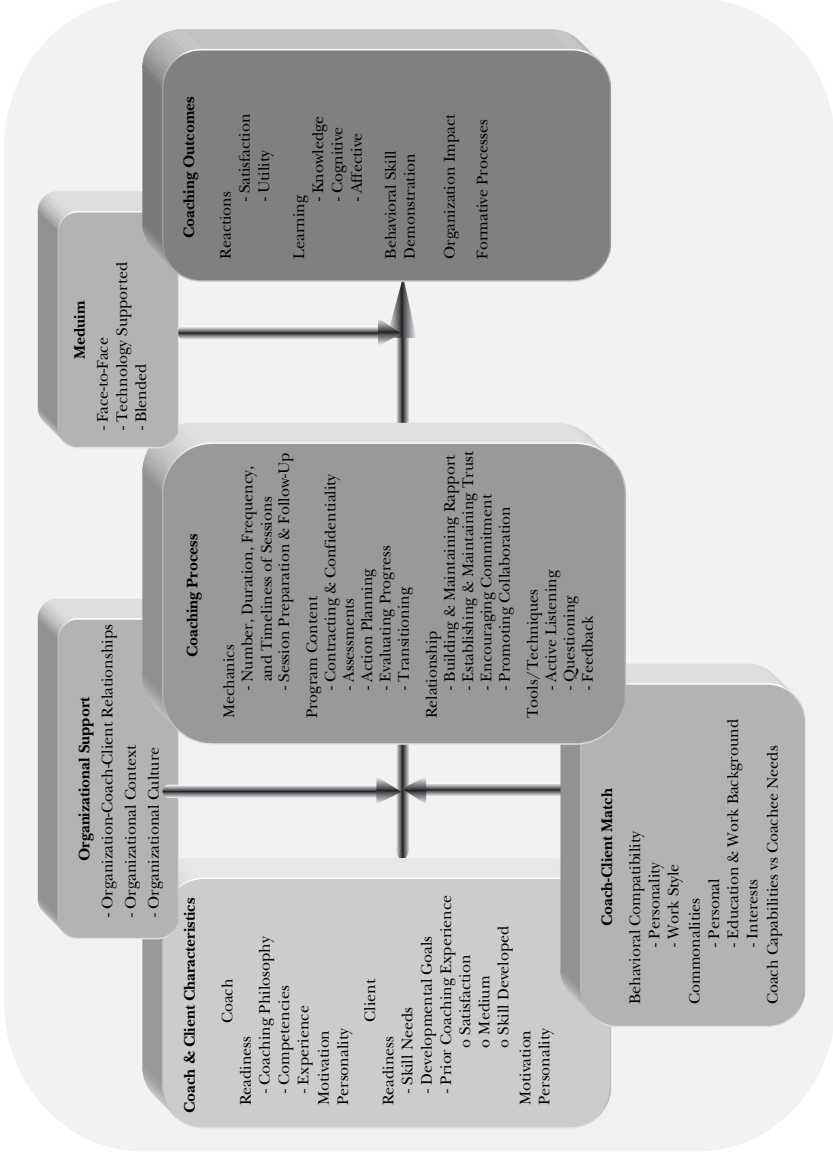 Coach & Client Characteristics
Coach
Readiness
- Coaching Philosophy
- Competencies
- Experience
Motivation
Personality
Client
Readiness
- Skill Needs
- Developmental Goals
- Prior Coaching Experience
o Satisfaction
o Medium
o Skill Developed
Motivation
Personality
Organizational Support
- Organization-Coach-Client Relationships
- Organizational Context
- Organizational Culture
Coach-Client Match
Behavioral Compatibility
- Personality
- Work Style
Commonalities
- Personal
- Education & Work Background
- Interests
Coach Capabilities vs Coachee Needs
Coaching Process
Mechanics
- Number, Duration, Frequency,
and Timeliness of Sessions
- Session Preparation & Follow-Up
Program Content
- Contracting & Confidentiality
- Assessments
- Action Planning
- Evaluating Progress
- Transitioning
Relationship
- Building & Maintaining Rapport
- Establishing & Maintaining Trust
- Encouraging Commitment
- Promoting Collaboration
Tools/Techniques
- Active Listening
- Questioning
- Feedback
Meduim
- Face-to-Face
- Technology Supported
- Blended
Coaching Outcomes
Reactions
- Satisfaction
- Utility
Learning
- Knowledge
- Cognitive
- Affective
Behavioral Skill
Demonstration
Organization Impact
Formative Processes